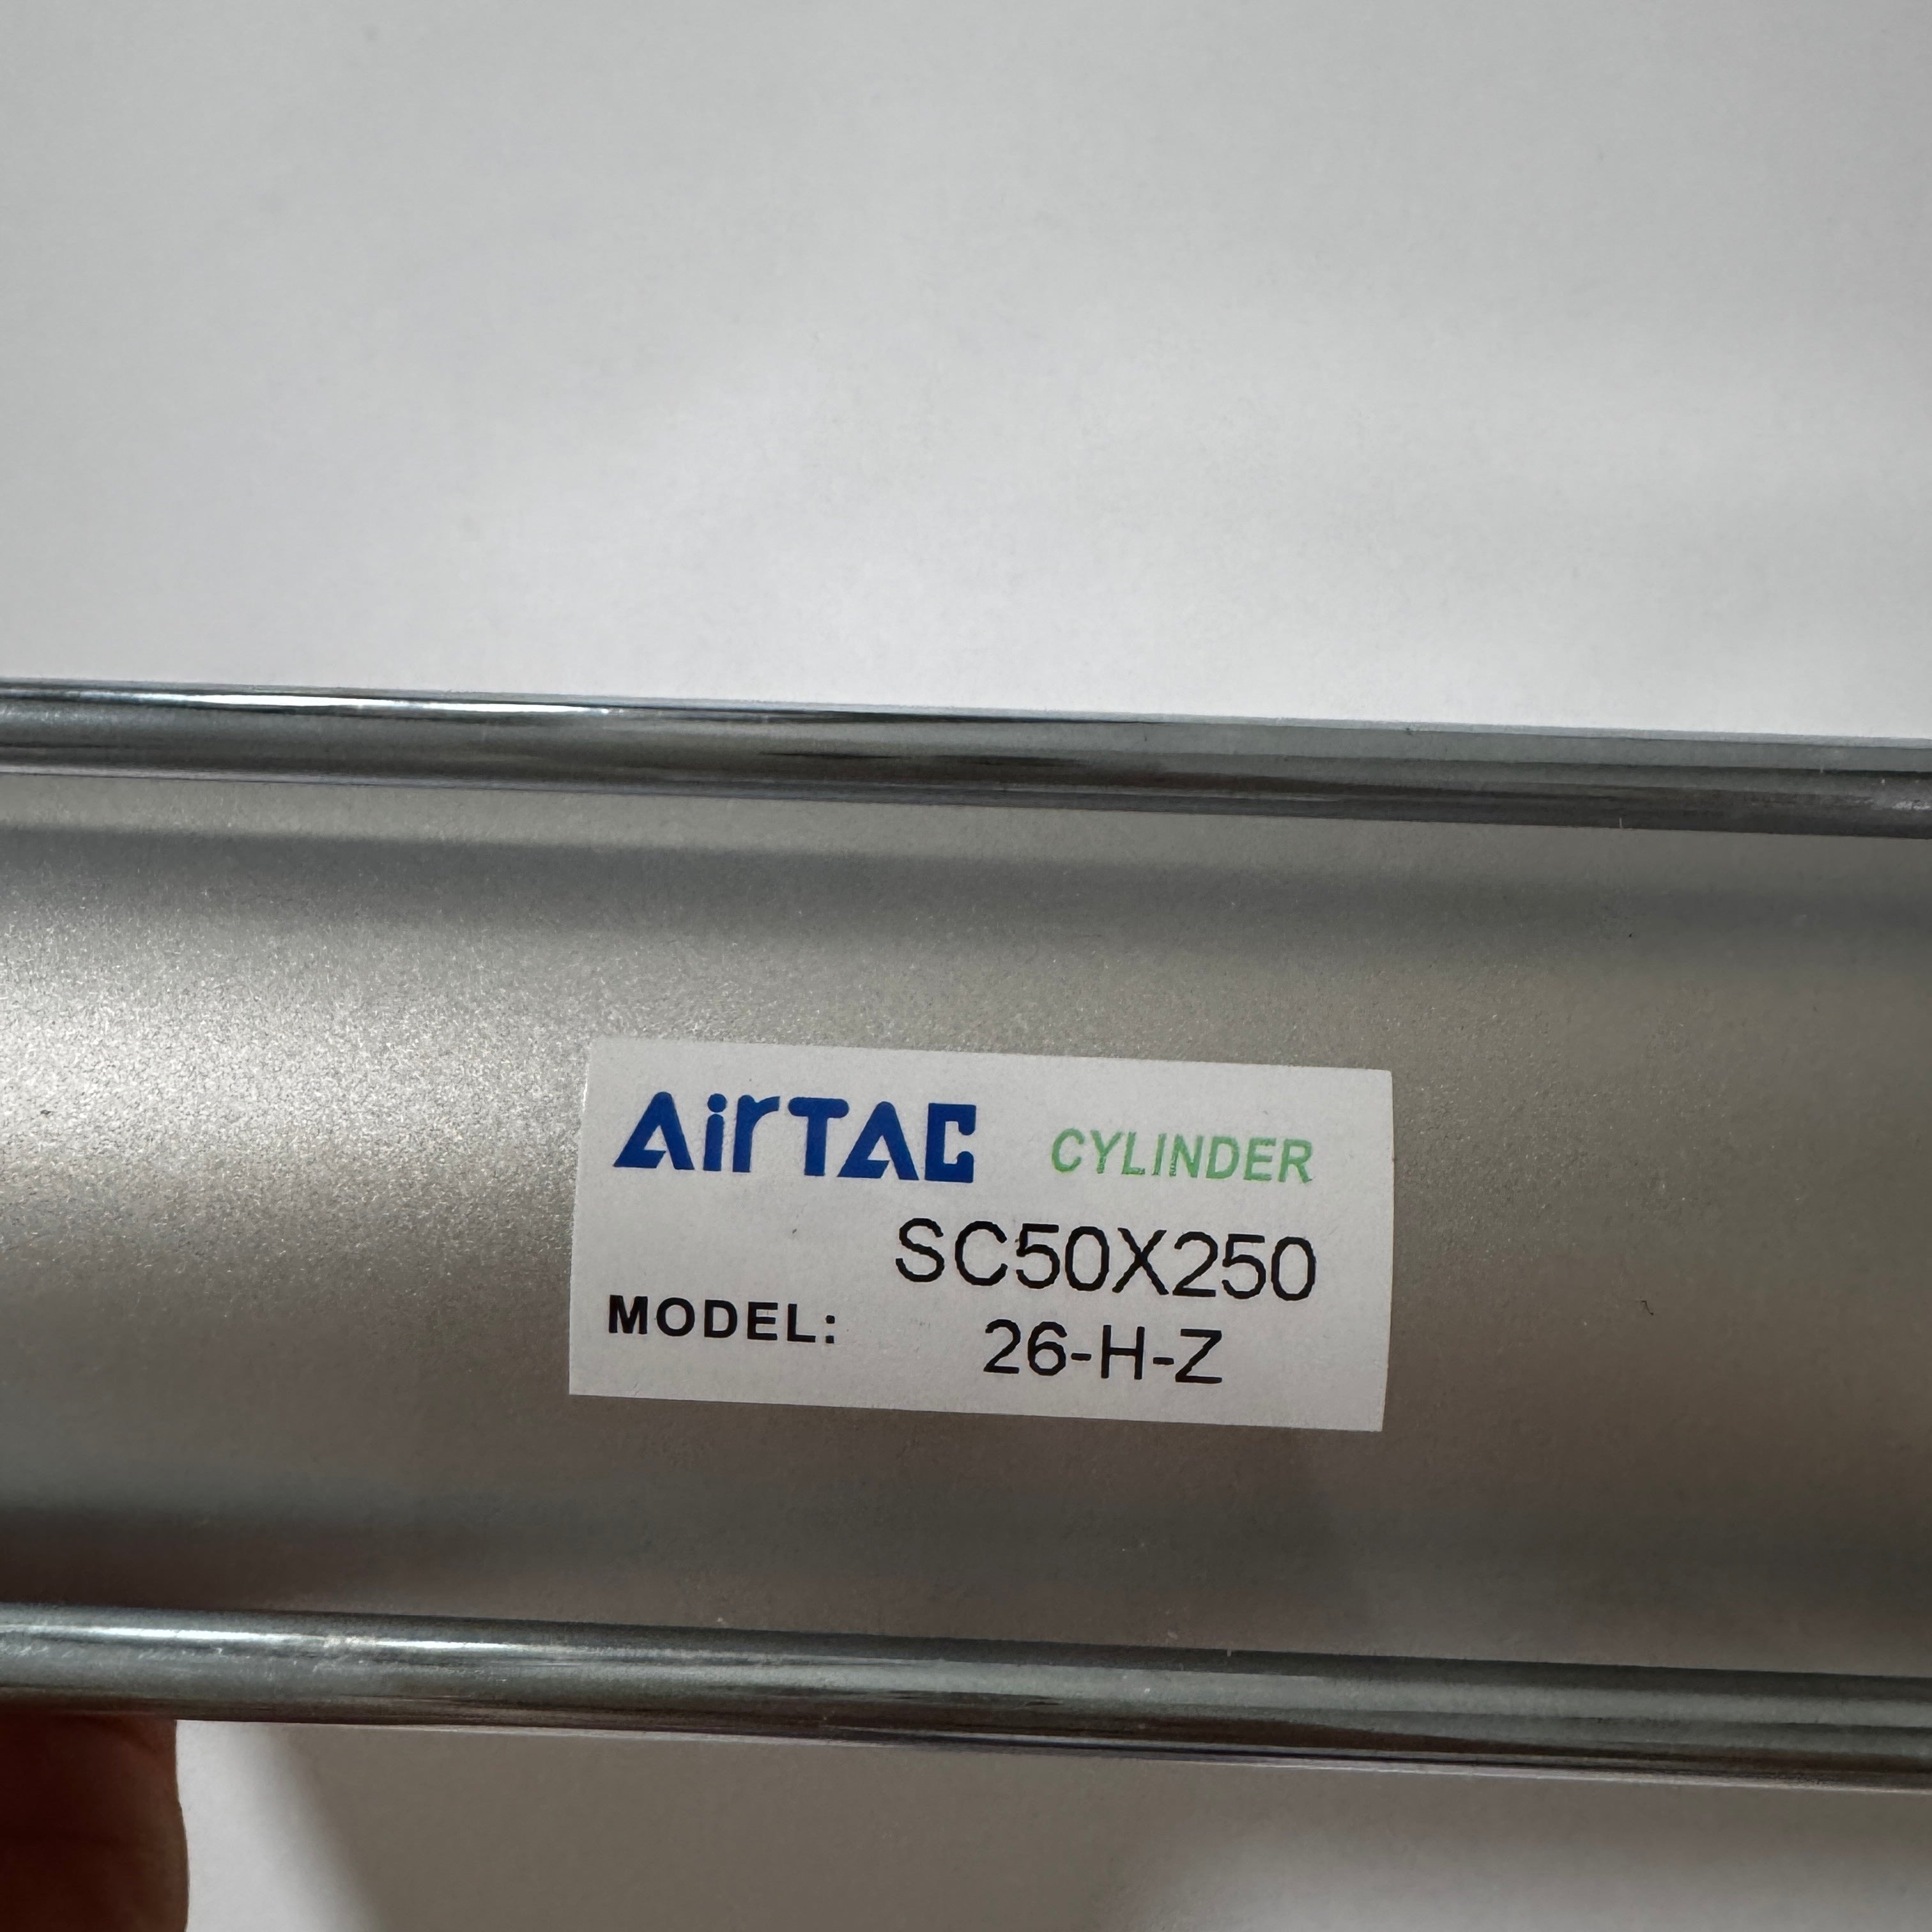 AirTAC CYLINDER
SC50X250
MODEL: 26-H-Z